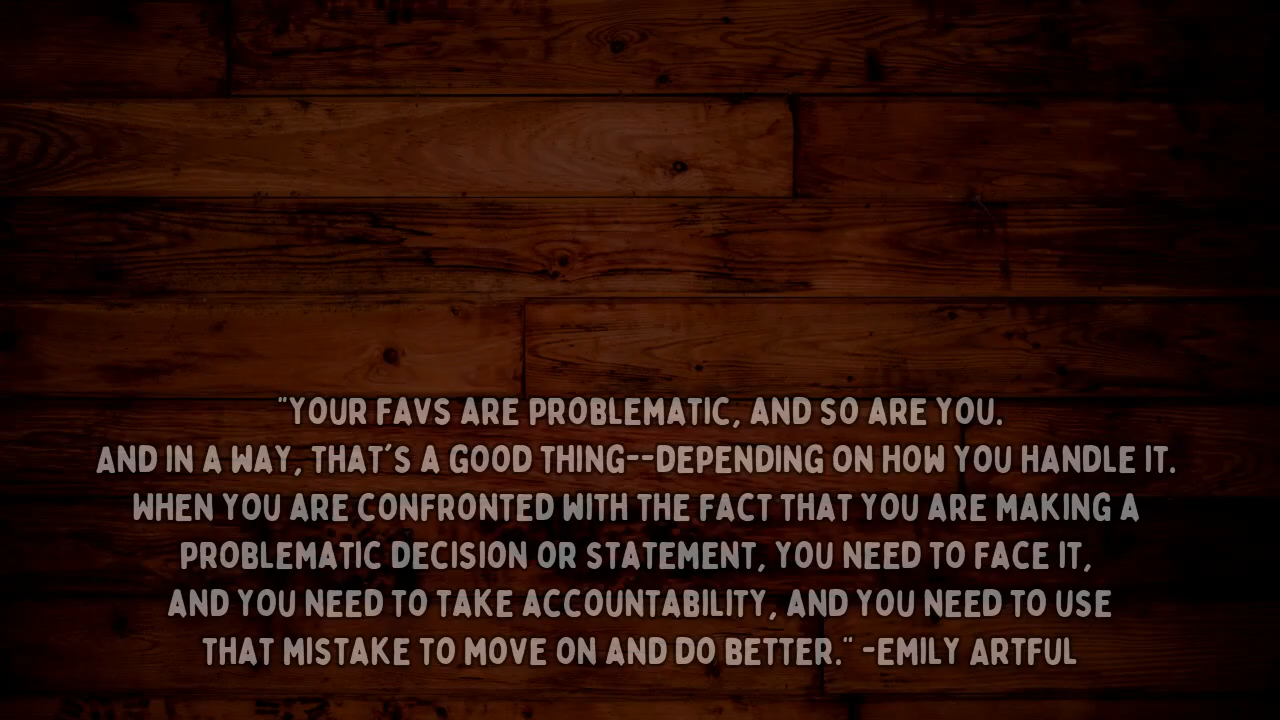 "YOUR FAVS ARE PROBLEMATIC, AND SO ARE YOU.
AND IN A WAY, THAT'S A GOOD THING--DEPENDING ON HOW YOU HANDLE IT.
WHEN YOU ARE CONFRONTED WITH THE FACT THAT YOU ARE MAKING A
PROBLEMATIC DECISION OR STATEMENT, YOU NEED TO FACE IT,
AND YOU NEED TO TAKE ACCOUNTABILITY, AND YOU NEED TO USE
THAT MISTAKE TO MOVE ON AND DO BETTER." -EMILY ARTFUL